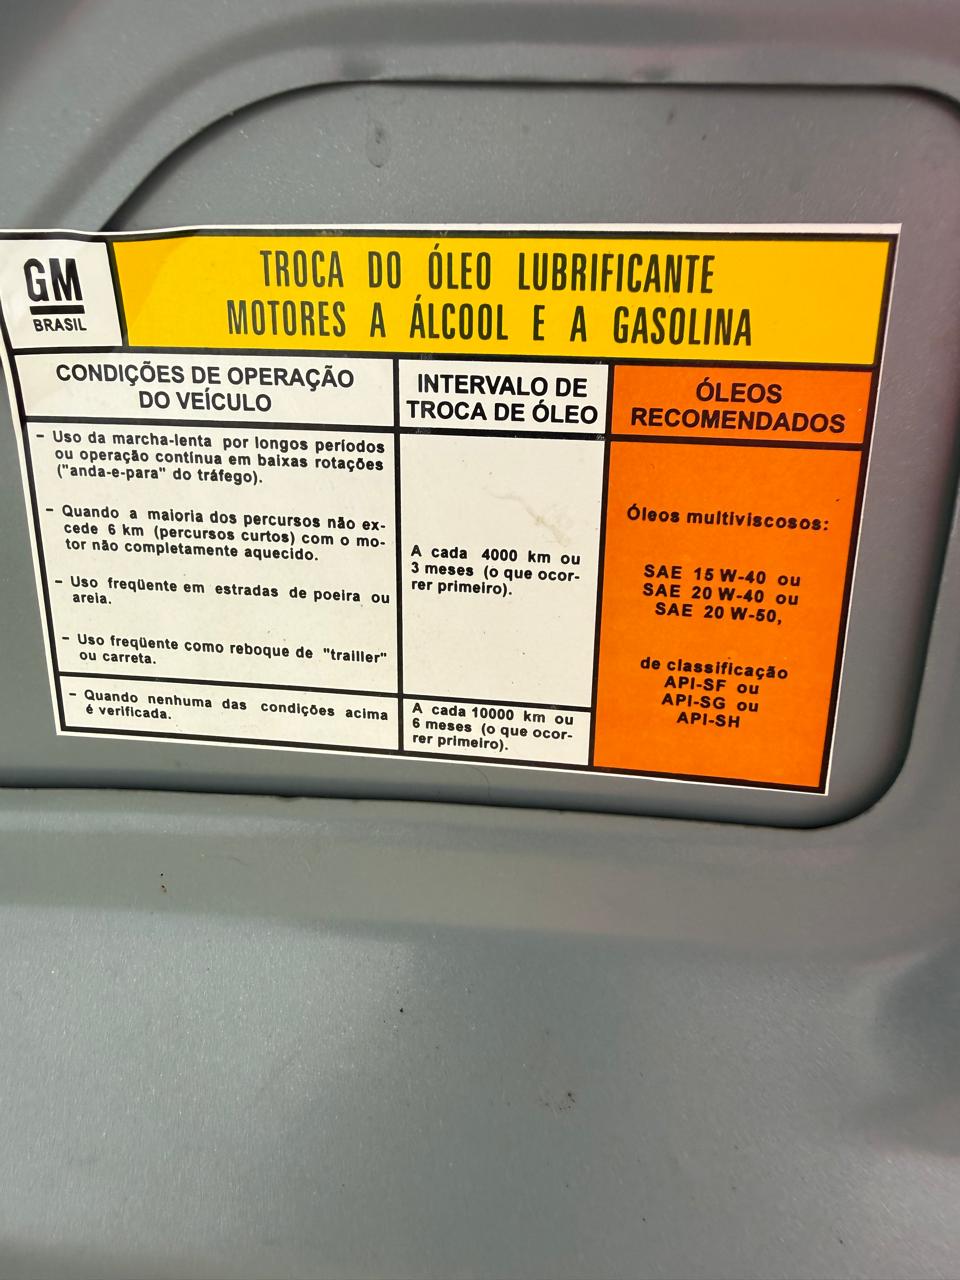 GM
BRASIL
TROCA DO ÓLEO LUBRIFICANTE
MOTORES A ÁLCOOL E A GASOLINA
CONDIÇÕES DE OPERAÇÃO
DO VEÍCULO
INTERVALO DE
TROCA DE ÓLEO
ÓLEOS
RECOMENDADOS
- Uso da marcha-lenta por longos períodos
ou operação contínua em baixas rotações
("anda-e-para" do tráfego).
- Quando a maioria dos percursos não ex-
cede 6 km (percursos curtos) com o mo-
tor não completamente aquecido.
- Uso freqüente em estradas de poeira ou
areia.
- Uso freqüente como reboque de "trailler"
ou carreta.
A cada 4000 km ou
3 meses (o que ocor-
rer primeiro).
- Quando nenhuma das condições acima
é verificada.
A cada 10000 km ou
6 meses (o que ocor-
rer primeiro).
Óleos multiviscosos:
SAE 15 W-40 ou
SAE 20 W-40 ou
SAE 20 W-50,
de classificação
API-SF ou
API-SG ou
API-SH